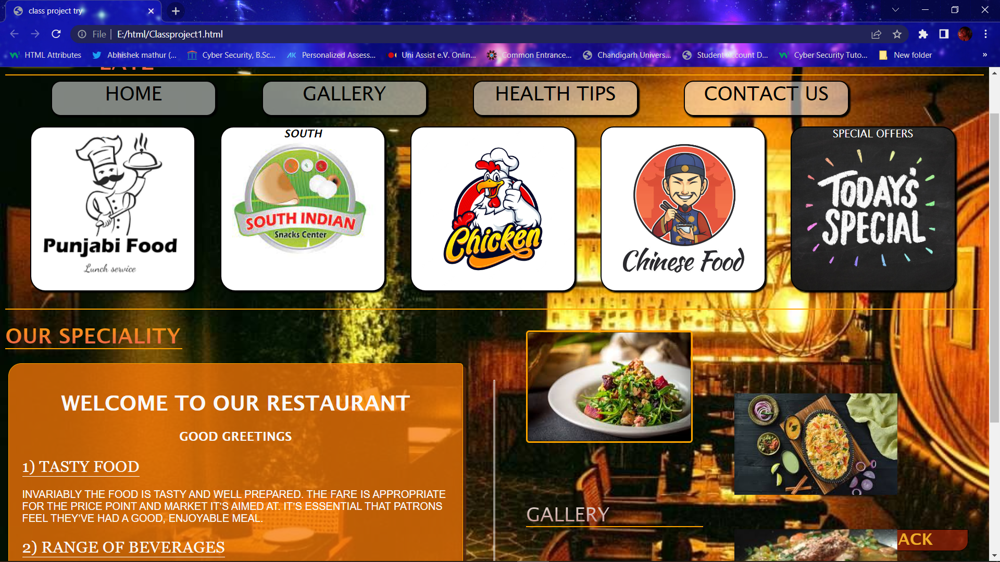 class project try
File
E:/html/Classproject1.html
HTML Attributes
Abhishek mathur (...
Cyber Security, B.Sc...
Personalized Assess...
Uni Assist e.V. Onlin...
Common Entrance...
Chandigarh Univers...
Student Account D...
Cyber Security Tuto...
New folder
HOME
GALLERY
HEALTH TIPS
CONTACT US
Punjabi Food
Lunch service
SOUTH
SOUTH INDIAN
Snacks Center
Chicken
Chinese Food
SPECIAL OFFERS
TODAY'S
SPECIAL
OUR SPECIALITY
WELCOME TO OUR RESTAURANT
GOOD GREETINGS
1) TASTY FOOD
INVARIABLY THE FOOD IS TASTY AND WELL PREPARED. THE FARE IS APPROPRIATE
FOR THE PRICE POINT AND MARKET IT’S AIMED AT. IT’S ESSENTIAL THAT PATRONS
FEEL THEY’VE HAD A GOOD, ENJOYABLE MEAL.
2) RANGE OF BEVERAGES
GALLERY
ACK